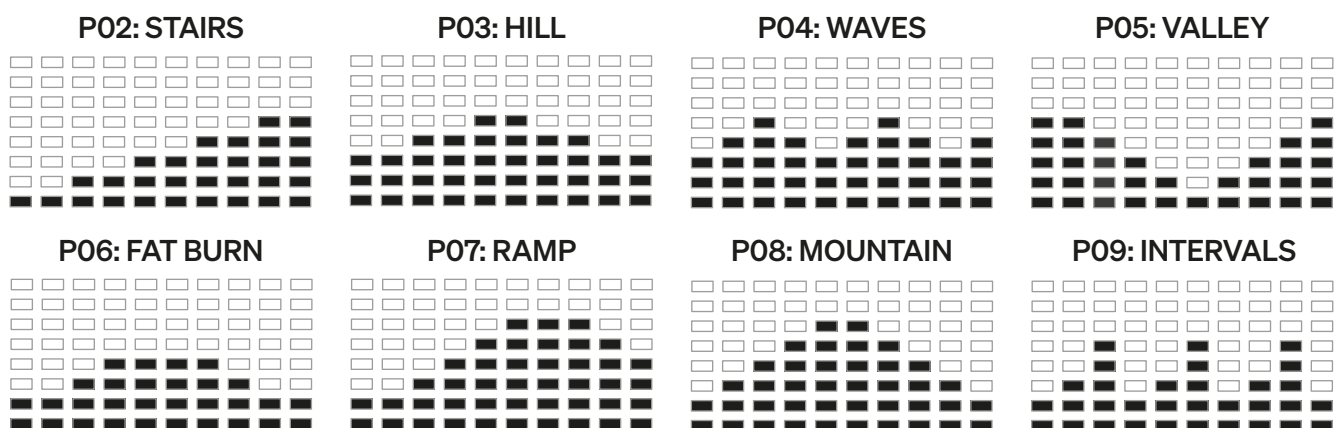 P02: STAIRS
P03: HILL
P04: WAVES
P05: VALLEY
P06: FAT BURN
P07: RAMP
P08: MOUNTAIN
P09: INTERVALS